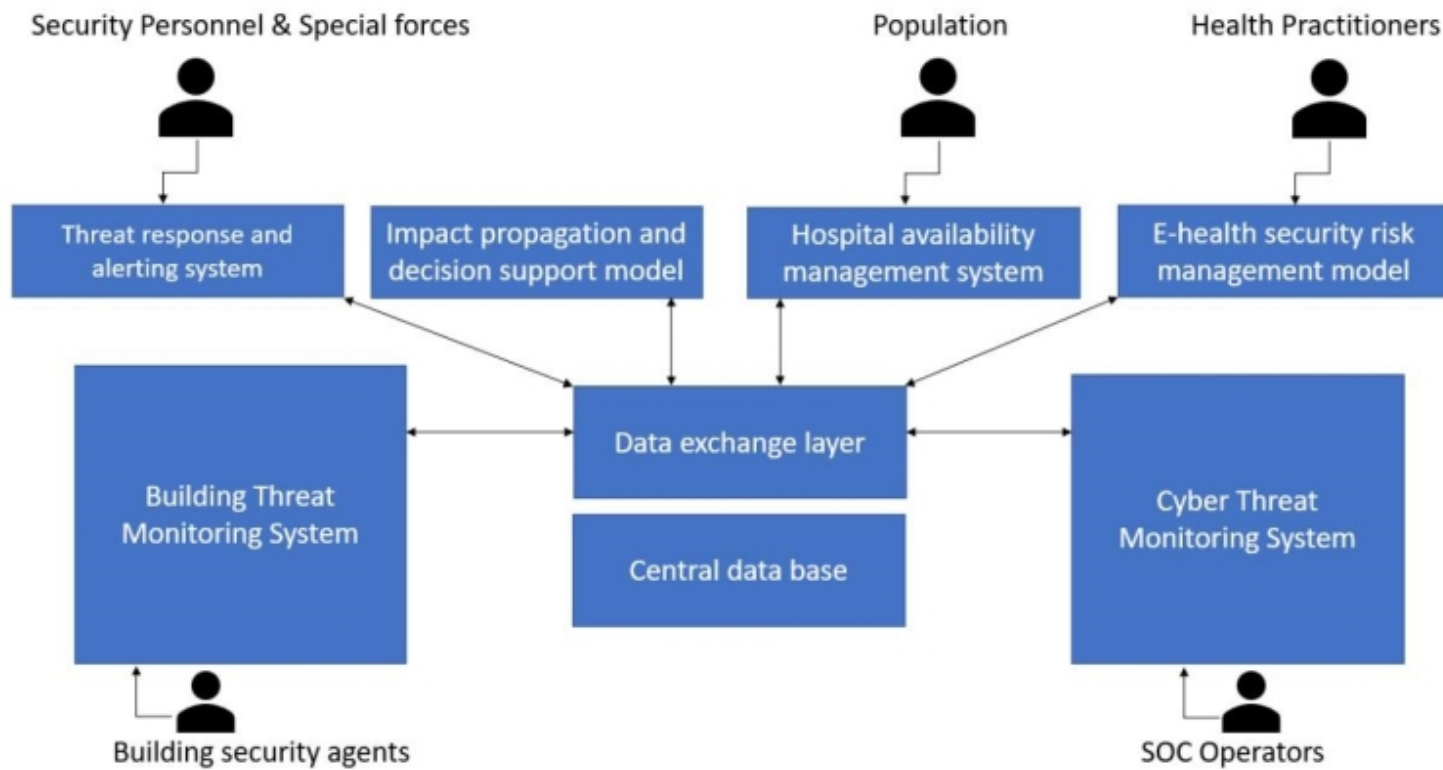 Security Personnel & Special forces
Population
Health Practitioners
Threat response and
alerting system
Impact propagation and
decision support model
Hospital availability
management system
E-health security risk
management model
Building Threat
Monitoring System
Data exchange layer
Central data base
Cyber Threat
Monitoring System
Building security agents
SOC Operators